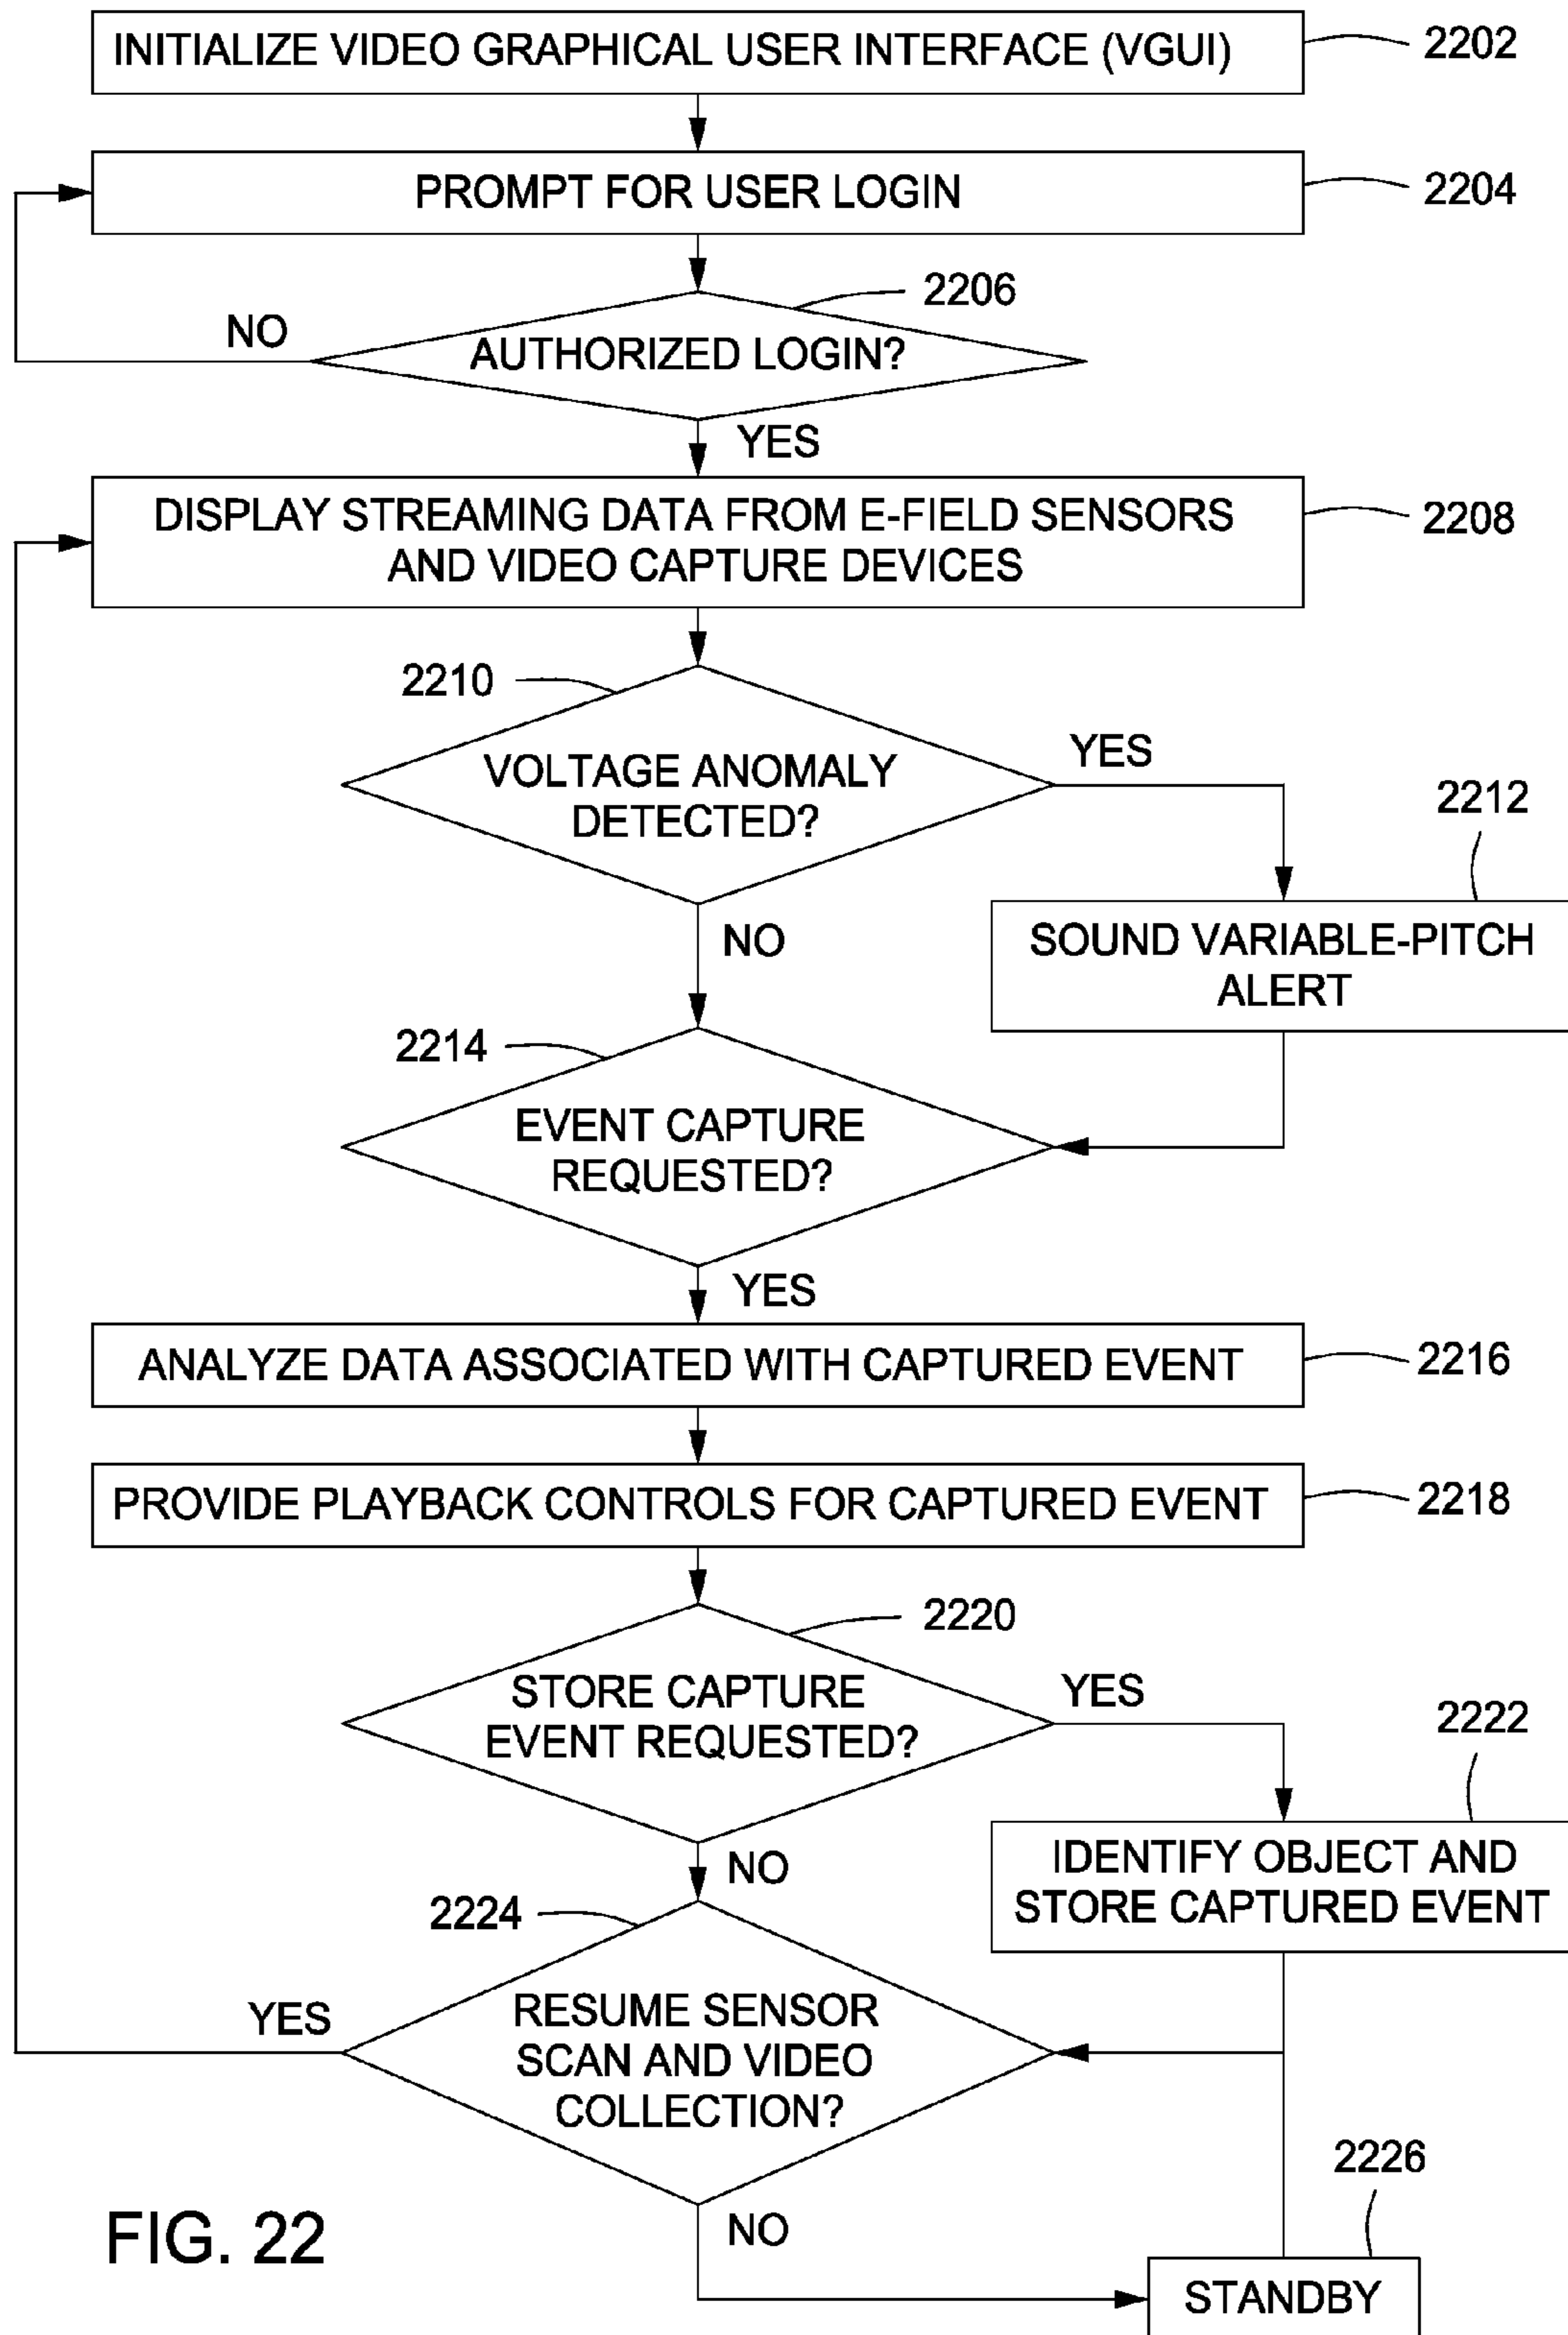 INITIALIZE VIDEO GRAPHICAL USER INTERFACE (VGUI)
2202
PROMPT FOR USER LOGIN
2204
2206
NO
AUTHORIZED LOGIN?
YES
DISPLAY STREAMING DATA FROM E-FIELD SENSORS
AND VIDEO CAPTURE DEVICES
2208
2210
VOLTAGE ANOMALY
DETECTED?
YES
2212
NO
SOUND VARIABLE-PITCH
ALERT
2214
EVENT CAPTURE
REQUESTED?
YES
ANALYZE DATA ASSOCIATED WITH CAPTURED EVENT
2216
PROVIDE PLAYBACK CONTROLS FOR CAPTURED EVENT
2218
2220
STORE CAPTURE
EVENT REQUESTED?
YES
2222
NO
IDENTIFY OBJECT AND
STORE CAPTURED EVENT
2224
YES
RESUME SENSOR
SCAN AND VIDEO
COLLECTION?
2226
NO
STANDBY
FIG. 22